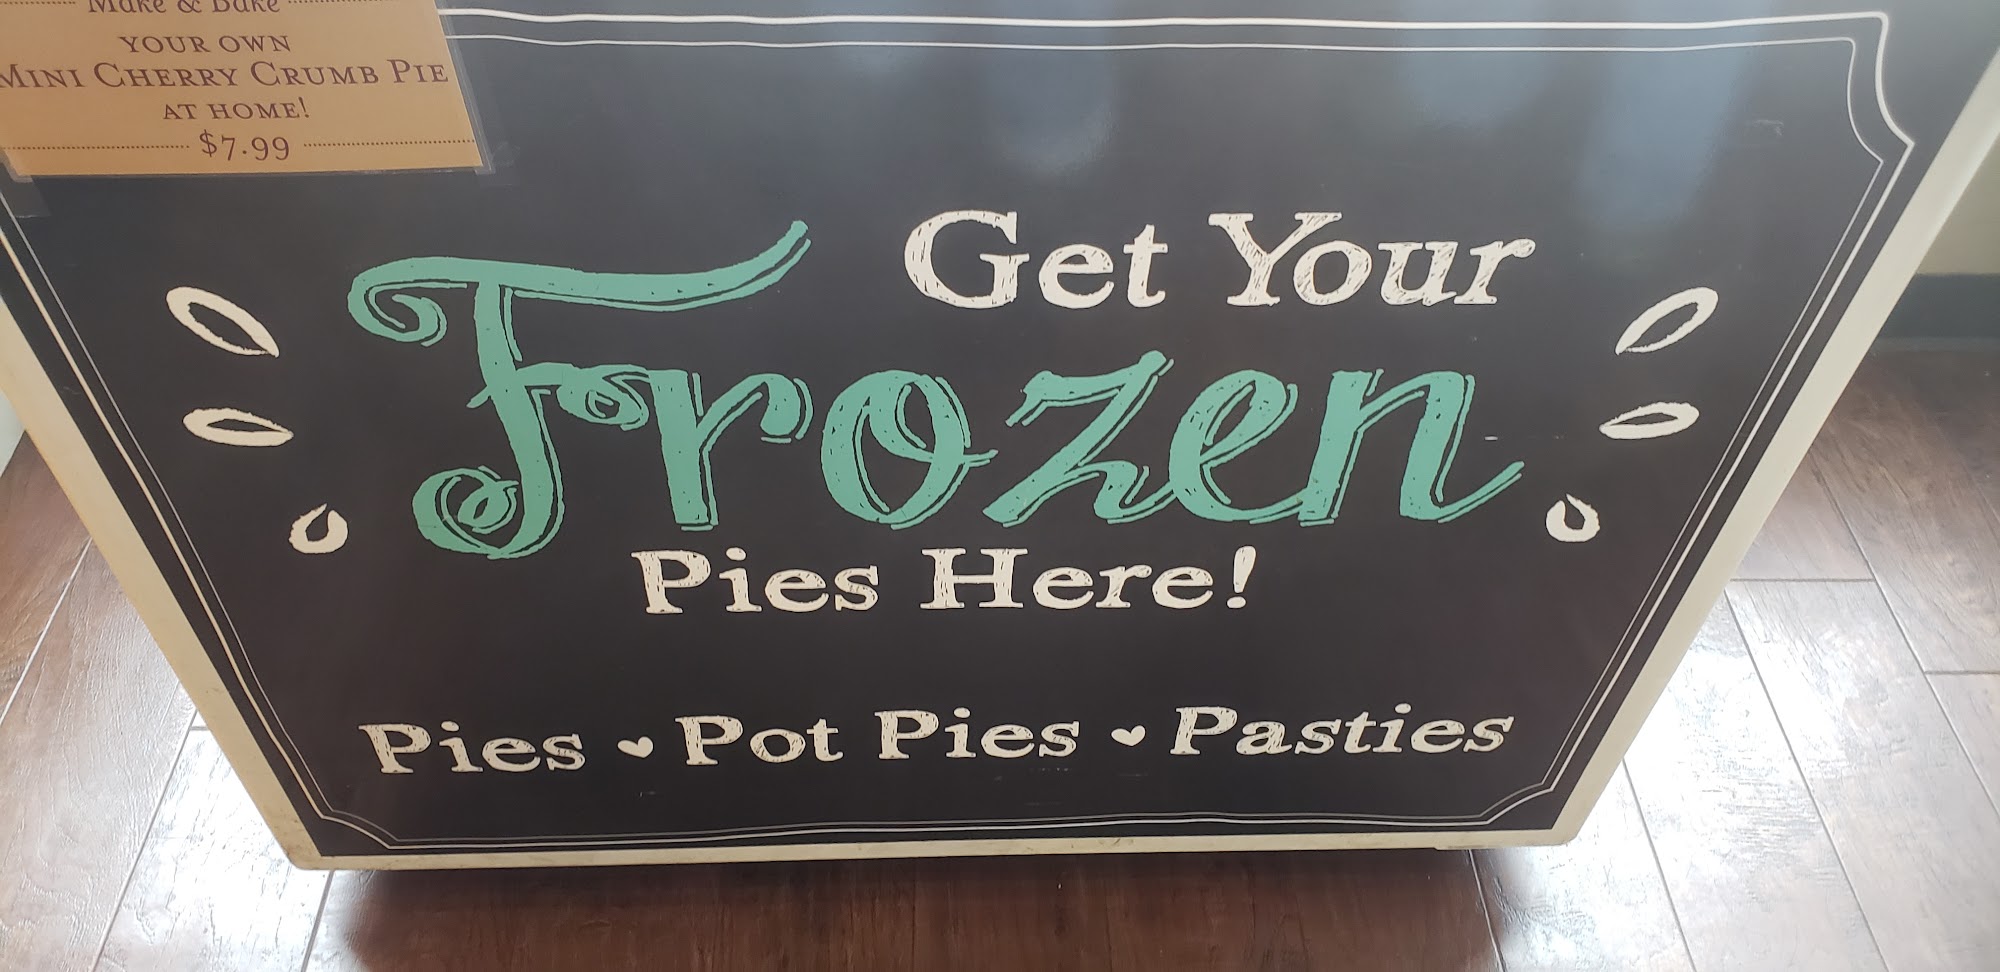 Make & Bake
YOUR OWN
MINI CHERRY CRUMB PIE
AT HOME!
$7.99
Get Your
Frozen
Pies Here!
Pies Pot Pies Pasties